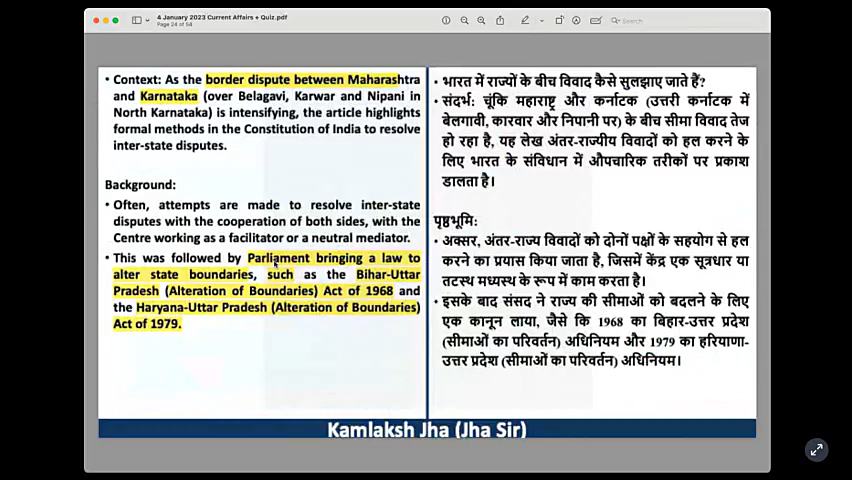 4 January 2023 Current Affairs + Quiz.pdf
Page 24 of 54
Search
• Context: As the border dispute between Maharashtra
and Karnataka (over Belagavi, Karwar and Nipani in
North Karnataka) is intensifying, the article highlights
formal methods in the Constitution of India to resolve
inter-state disputes.
Background:
• Often, attempts are made to resolve inter-state
disputes with the cooperation of both sides, with the
Centre working as a facilitator or a neutral mediator.
• This was followed by Parliament bringing a law to
alter state boundaries, such as the Bihar-Uttar
Pradesh (Alteration of Boundaries) Act of 1968 and
the Haryana-Uttar Pradesh (Alteration of Boundaries)
Act of 1979.
• भारत में राज्यों के बीच विवाद कैसे सुलझाए जाते हैं?
• संदर्भ: चूंकि महाराष्ट्र और कर्नाटक (उत्तरी कर्नाटक में
बेलगावी, कारवार और निपानी पर) के बीच सीमा विवाद तेज
हो रहा है, यह लेख अंतर-राज्यीय विवादों को हल करने के
लिए भारत के संविधान में औपचारिक तरीकों पर प्रकाश
डालता है।
पृष्ठभूमि:
• अक्सर, अंतर-राज्य विवादों को दोनों पक्षों के सहयोग से हल
करने का प्रयास किया जाता है, जिसमें केंद्र एक सूत्रधार या
तटस्थ मध्यस्थ के रूप में काम करता है।
• इसके बाद संसद ने राज्य की सीमाओं को बदलने के लिए
एक कानून लाया, जैसे कि 1968 का बिहार-उत्तर प्रदेश
(सीमाओं का परिवर्तन) अधिनियम और 1979 का हरियाणा-
उत्तर प्रदेश (सीमाओं का परिवर्तन) अधिनियम।
Kamlaksh Jha (Jha Sir)